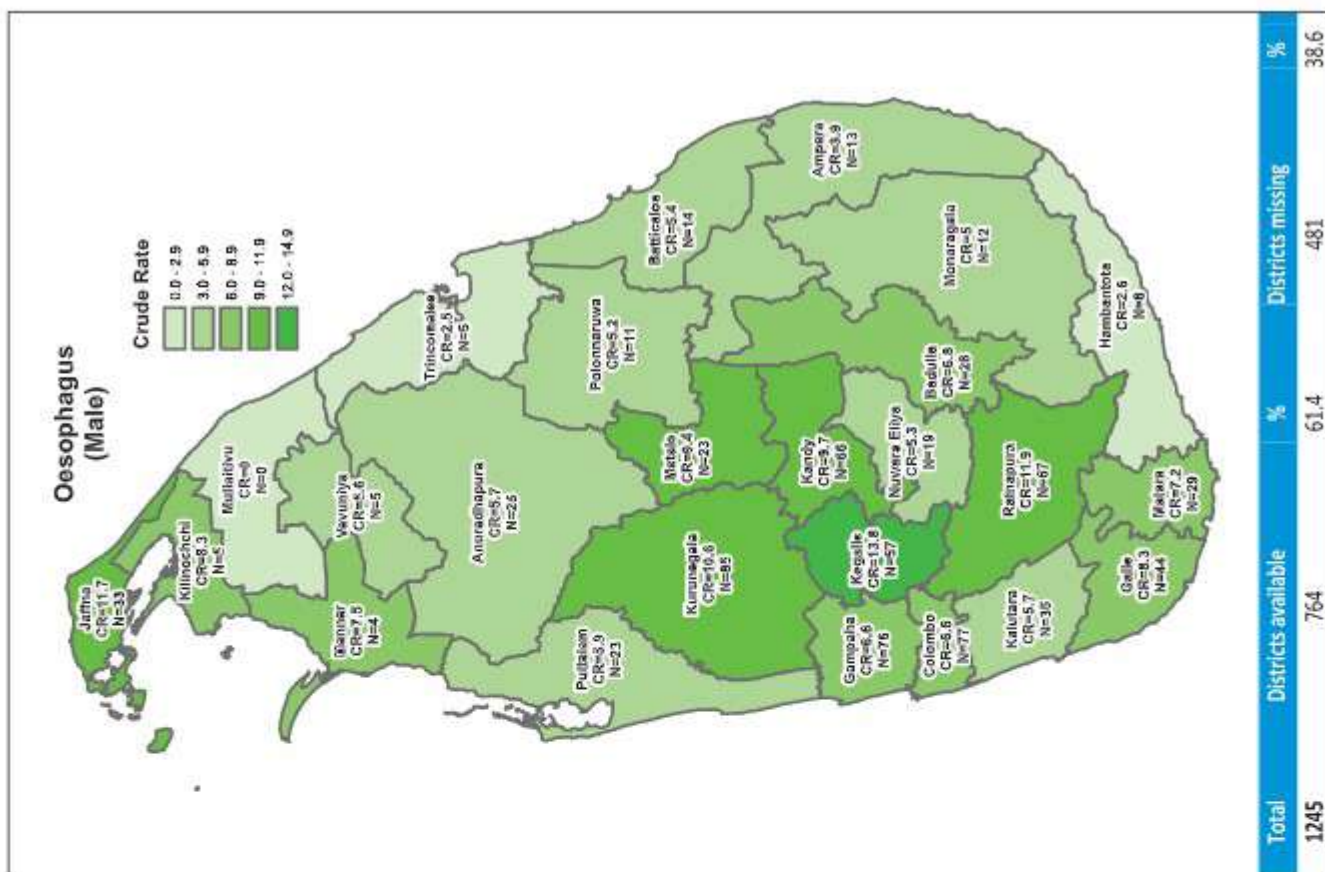 Oesophagus
(Male)
Crude Rate
0.0 - 2.9
3.0 - 5.9
6.0 - 8.9
9.0 - 11.9
12.0 - 14.9
Jaffna
CR=11.7
N=33
Kilinochchi
CR=8.3
N=5
Mullaitivu
CR=0
N=0
Mannar
CR=7.5
N=4
Vavuniya
CR=5.6
N=5
Anuradhapura
CR=5.7
N=25
Trincomalee
CR=2.5
N=5
Puttalam
CR=5.9
N=23
Polonnaruwa
CR=5.2
N=11
Batticaloa
CR=5.4
N=14
Kurunegala
CR=10.6
N=85
Matale
CR=9.4
N=23
Kandy
CR=9.7
N=66
Ampara
CR=3.9
N=13
Gampaha
CR=6.6
N=76
Kegalle
CR=13.8
N=57
Nuwara Eliya
CR=5.3
N=19
Badulla
CR=6.8
N=28
Monaragala
CR=5
N=12
Colombo
CR=6.6
N=77
Ratnapura
CR=11.9
N=67
Kalutara
CR=5.7
N=35
Galle
CR=8.3
N=44
Matara
CR=7.2
N=29
Hambantota
CR=2.6
N=8
Total Districts available % Districts missing %
1245 764 61.4 481 38.6